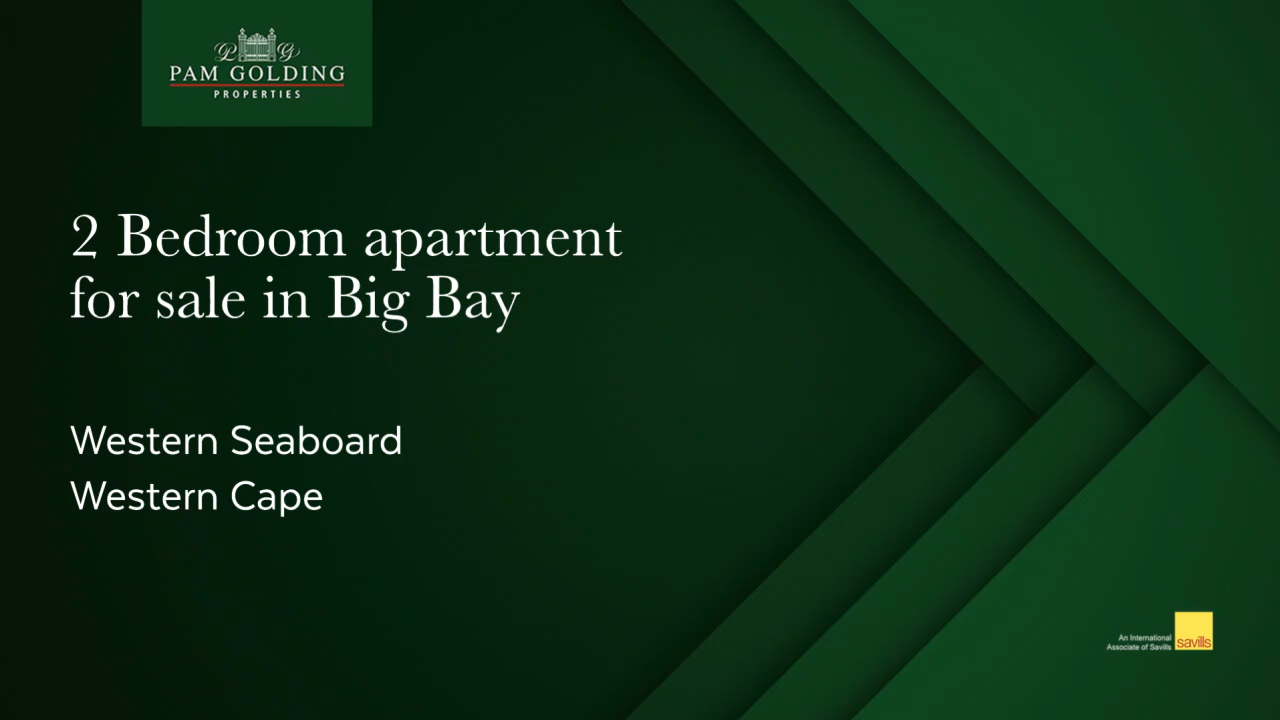 P G
PAM GOLDING
PROPERTIES
2 Bedroom apartment
for sale in Big Bay
Western Seaboard
Western Cape
An International
Associate of Savills
savills